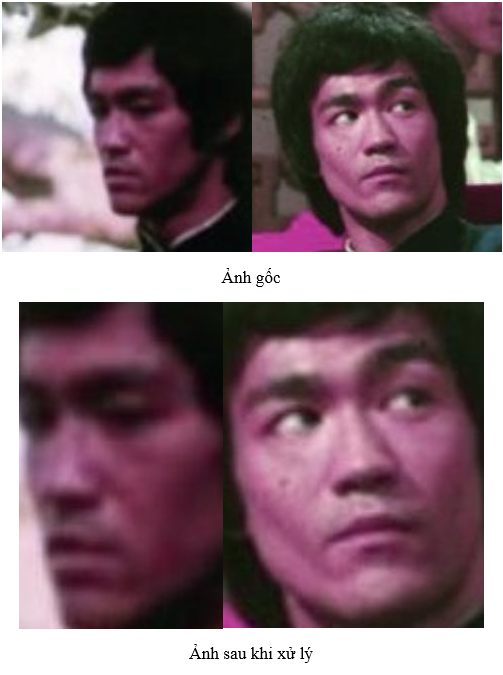 Ảnh gốc
Ảnh sau khi xử lý